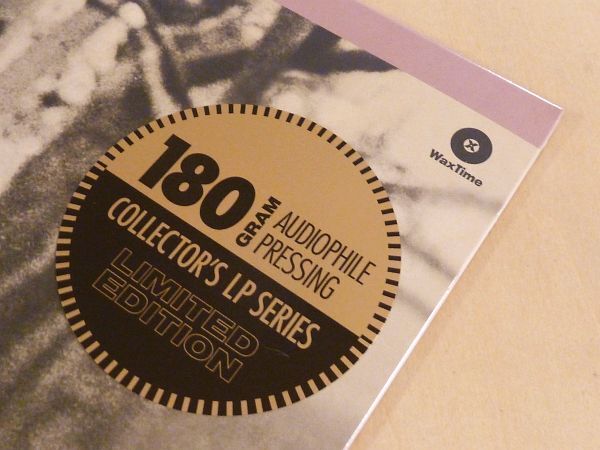 180
GRAM
AUDIOPHILE
PRESSING
COLLECTOR'S LP SERIES
LIMITED
EDITION
WaxTime